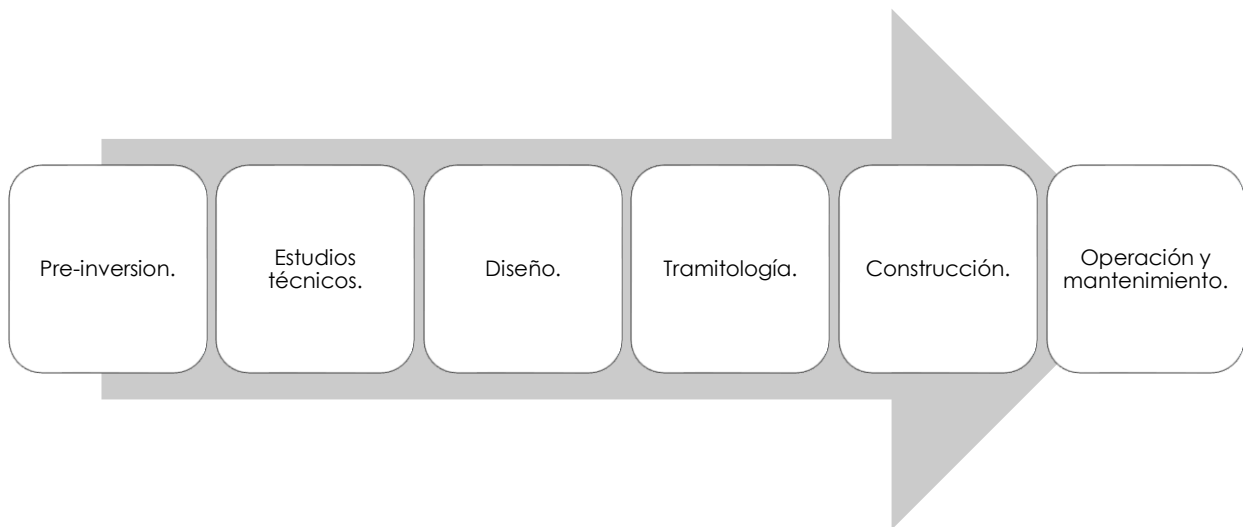 Pre-inversion.
Estudios
técnicos.
Diseño.
Tramitología.
Construcción.
Operación y
mantenimiento.